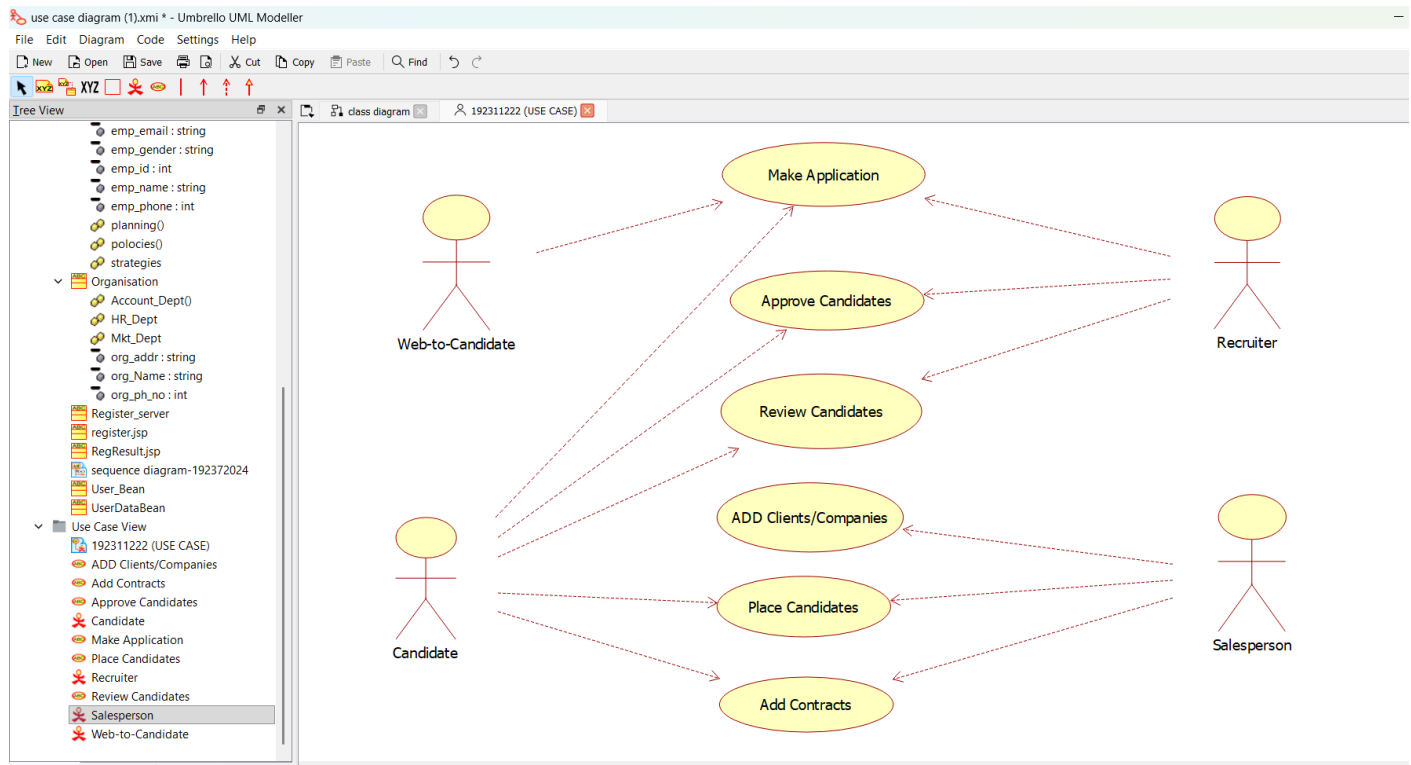 use case diagram (1).xmi * - Umbrello UML Modeller
File Edit Diagram Code Settings Help
New Open Save Cut Copy Paste Find
XYZ XYZ XYZ ABC
Tree View
class diagram
192311222 (USE CASE)
emp_email : string
emp_gender : string
emp_id : int
emp_name : string
emp_phone : int
planning()
polocies()
strategies
Organisation
Account_Dept()
HR_Dept
Mkt_Dept
org_addr : string
org_Name : string
org_ph_no : int
Register_server
register.jsp
RegResult.jsp
sequence diagram-192372024
User_Bean
UserDataBean
Use Case View
192311222 (USE CASE)
ADD Clients/Companies
Add Contracts
Approve Candidates
Candidate
Make Application
Place Candidates
Recruiter
Review Candidates
Salesperson
Web-to-Candidate
Make Application
Approve Candidates
Web-to-Candidate
Recruiter
Review Candidates
ADD Clients/Companies
Place Candidates
Candidate
Salesperson
Add Contracts